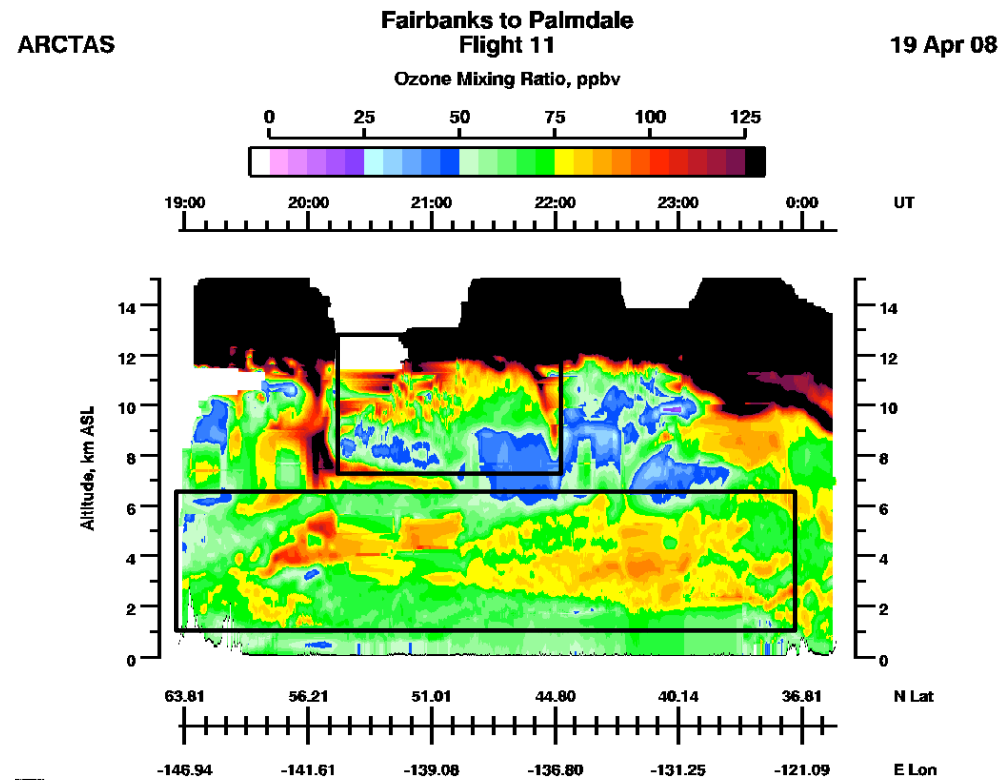 Fairbanks to Palmdale
ARCTAS Flight 11 19 Apr 08
Ozone Mixing Ratio, ppbv
0 25 50 75 100 125
19:00 20:00 21:00 22:00 23:00 0:00 UT
14 14
12 12
10 10
8 8
6 6
4 4
2 2
0 0
Altitude, km ASL
63.81 56.21 51.01 44.80 40.14 36.81 N Lat
-146.94 -141.61 -139.08 -136.80 -131.25 -121.09 E Lon